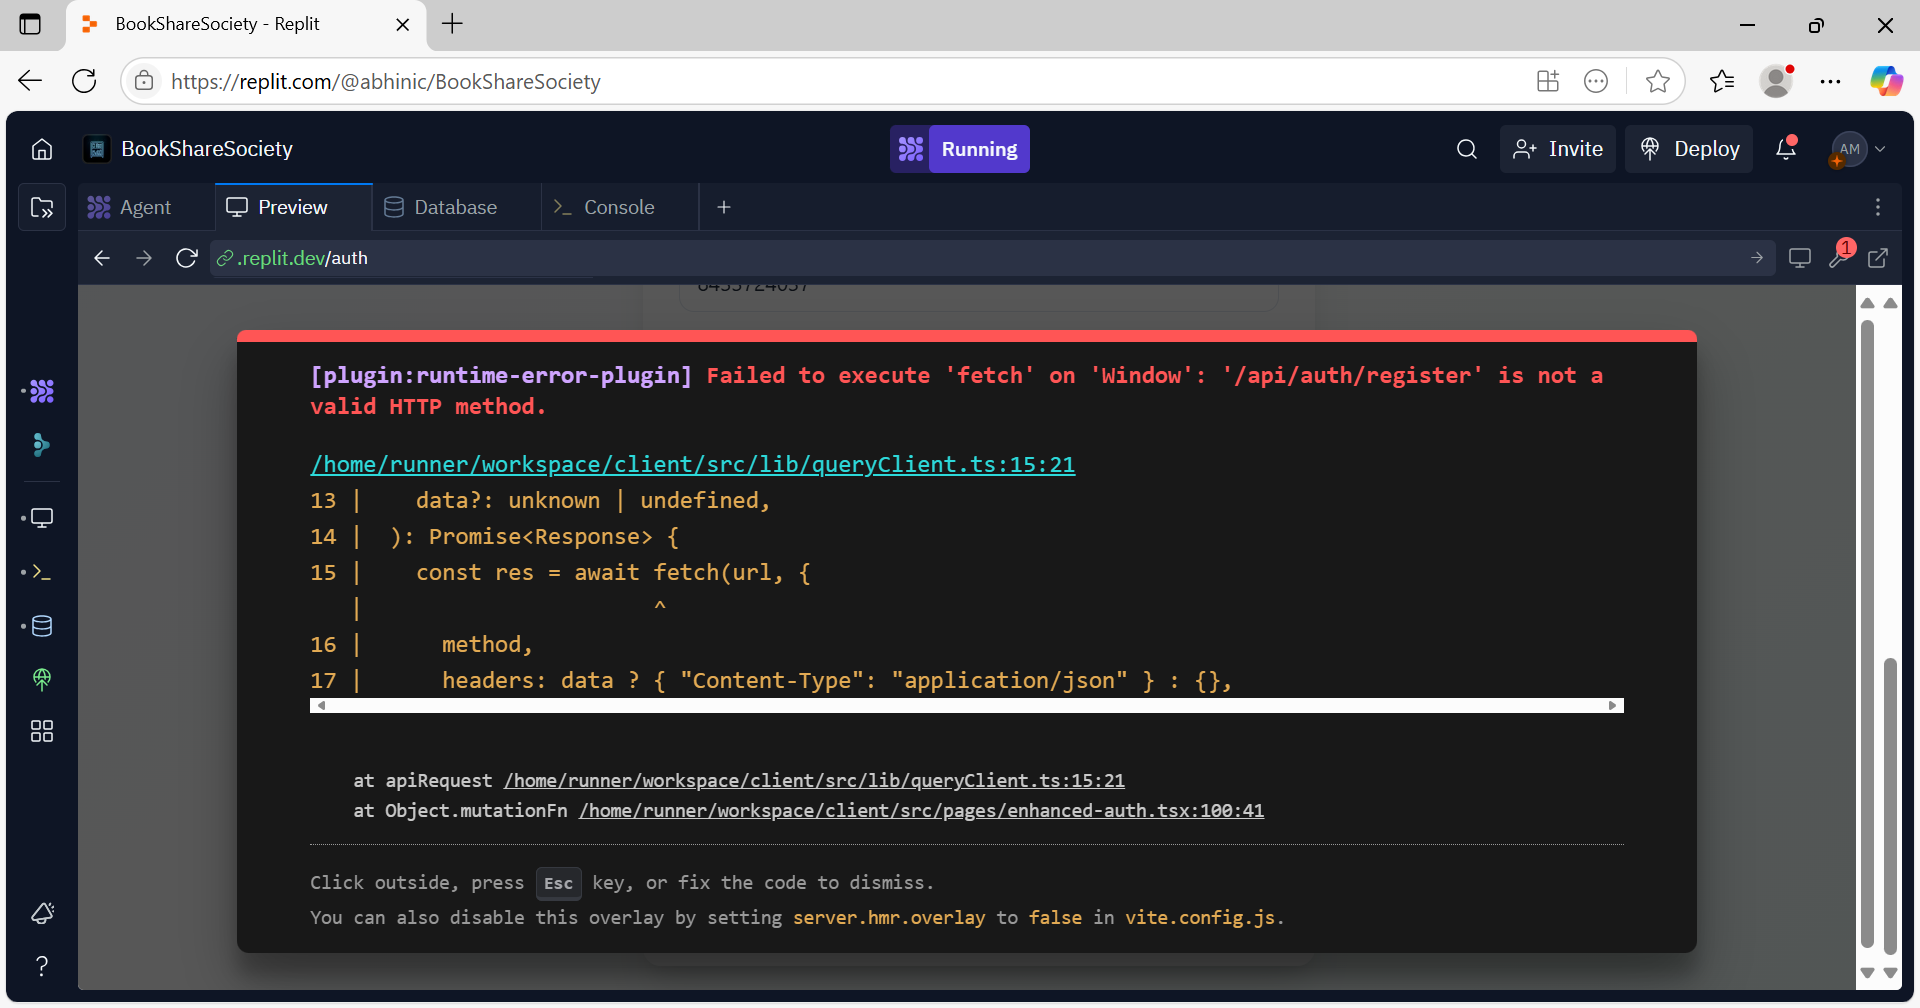 BookShareSociety - Replit
https://replit.com/@abhinic/BookShareSociety
BookShareSociety
Running
Invite
Deploy
AM
Agent
Preview
Database
Console
.replit.dev/auth
1
[plugin:runtime-error-plugin] Failed to execute 'fetch' on 'Window': '/api/auth/register' is not a
valid HTTP method.
/home/runner/workspace/client/src/lib/queryClient.ts:15:21
13 |    data?: unknown | undefined,
14 |  ): Promise<Response> {
15 |    const res = await fetch(url, {
   |                      ^
16 |      method,
17 |      headers: data ? { "Content-Type": "application/json" } : {},
at apiRequest /home/runner/workspace/client/src/lib/queryClient.ts:15:21
at Object.mutationFn /home/runner/workspace/client/src/pages/enhanced-auth.tsx:100:41
Click outside, press Esc key, or fix the code to dismiss.
You can also disable this overlay by setting server.hmr.overlay to false in vite.config.js.